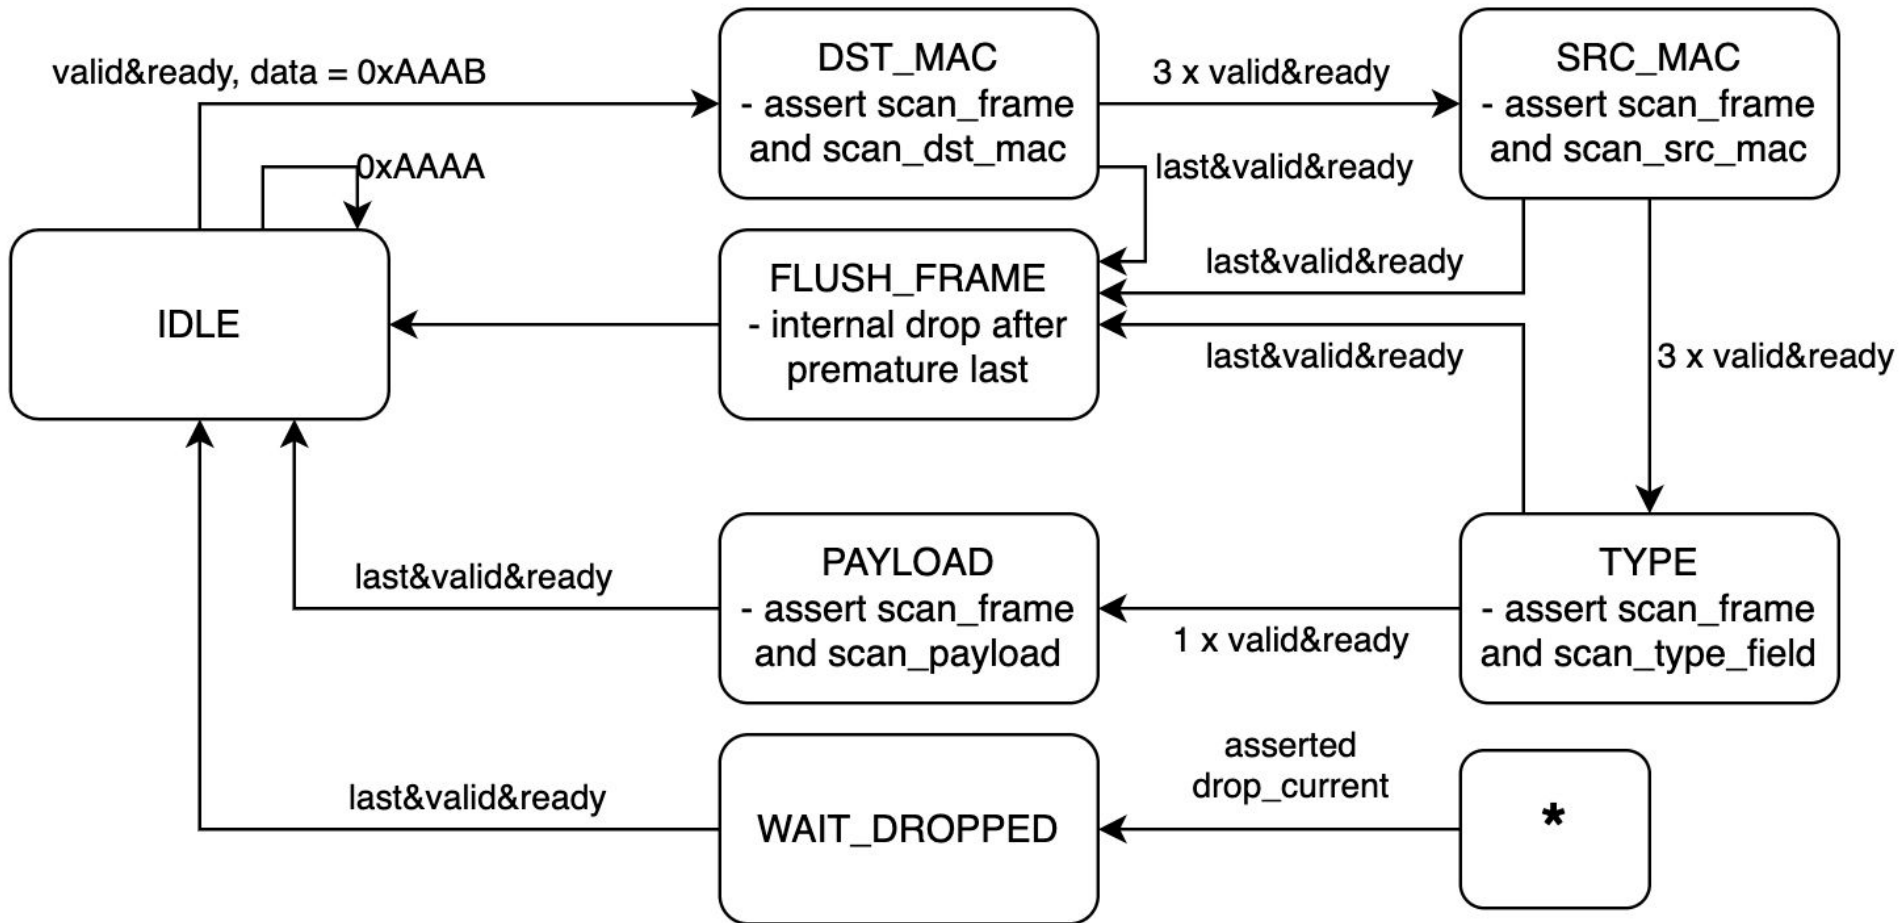 DST_MAC
- assert scan_frame
and scan_dst_mac
SRC_MAC
- assert scan_frame
and scan_src_mac
valid&ready, data = 0xAAAB
3 x valid&ready
0xAAAA
last&valid&ready
IDLE
FLUSH_FRAME
- internal drop after
premature last
last&valid&ready
last&valid&ready
3 x valid&ready
PAYLOAD
- assert scan_frame
and scan_payload
TYPE
- assert scan_frame
and scan_type_field
last&valid&ready
1 x valid&ready
last&valid&ready
WAIT_DROPPED
asserted
drop_current
*